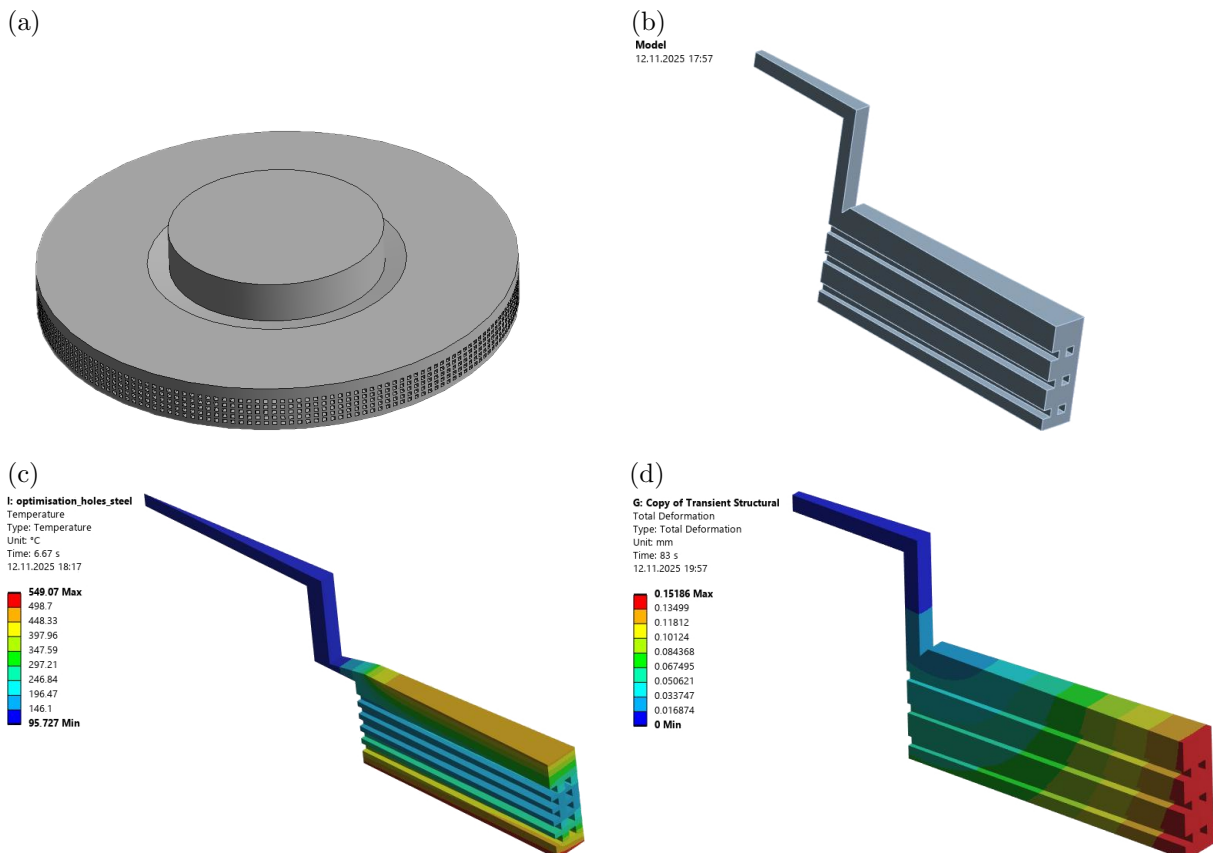 (a)
(b)
Model
12.11.2025 17:57
(c)
I: optimisation_holes_steel
Temperature
Type: Temperature
Unit: °C
Time: 6.67 s
12.11.2025 18:17
549.07 Max
498.7
448.33
397.96
347.59
297.21
246.84
196.47
146.1
95.727 Min
(d)
G: Copy of Transient Structural
Total Deformation
Type: Total Deformation
Unit: mm
Time: 83 s
12.11.2025 19:57
0.15186 Max
0.13499
0.11812
0.10124
0.084368
0.067495
0.050621
0.033747
0.016874
0 Min